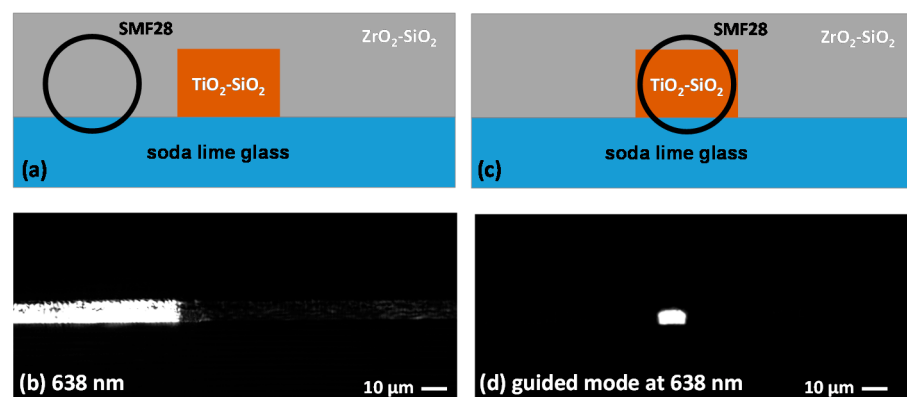 SMF28
ZrO₂-SiO₂
TiO₂-SiO₂
soda lime glass
(a)
SMF28
ZrO₂-SiO₂
TiO₂-SiO₂
soda lime glass
(c)
(b) 638 nm
10 µm
(d) guided mode at 638 nm
10 µm